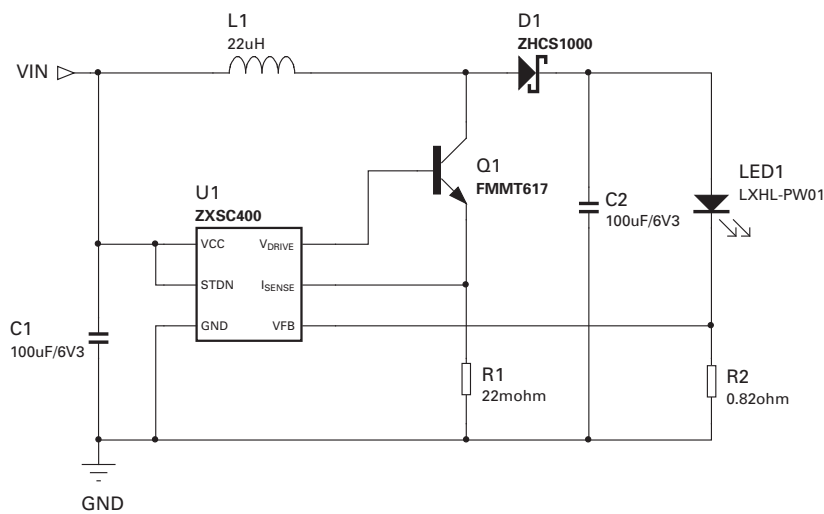 L1
22uH
D1
ZHCS1000
VIN
Q1
FMMT617
LED1
LXHL-PW01
U1
ZXSC400
C2
100uF/6V3
VCC
VDRIVE
STDN
ISENSE
GND
VFB
C1
100uF/6V3
R1
22mohm
R2
0.82ohm
GND